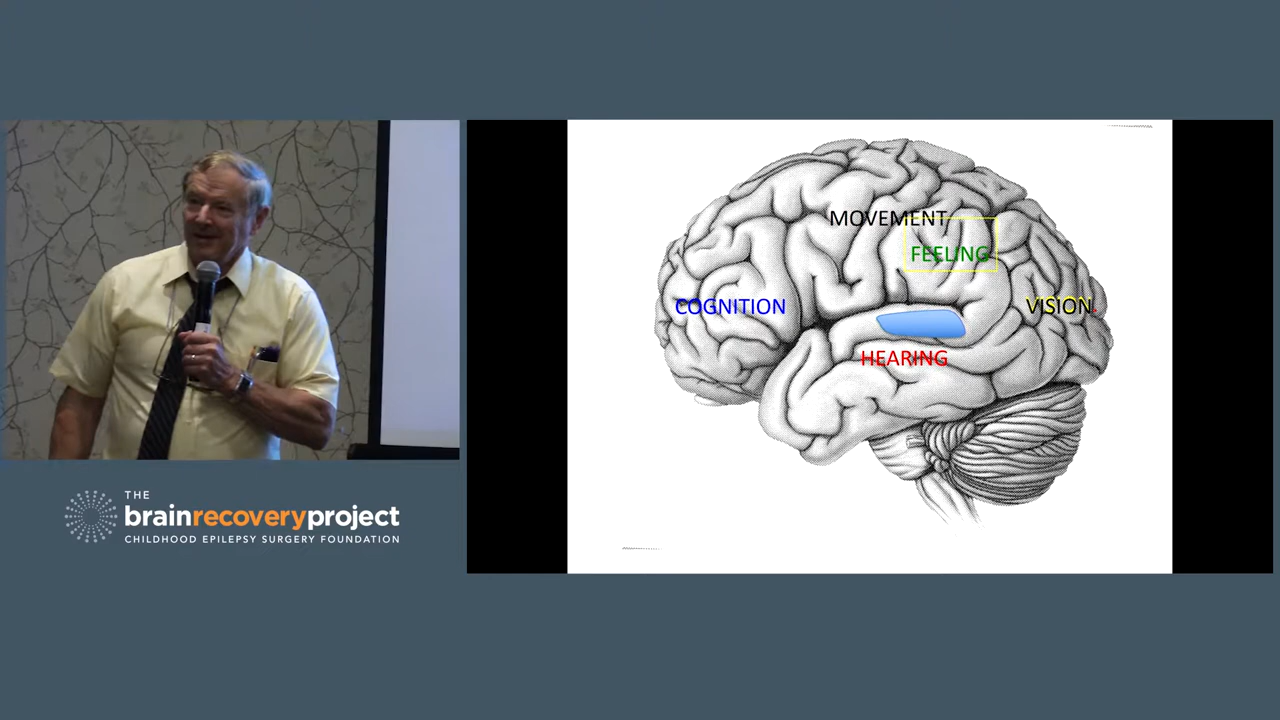 THE
brainrecoveryproject
CHILDHOOD EPILEPSY SURGERY FOUNDATION
MOVEMENT
FEELING
COGNITION
VISION
HEARING